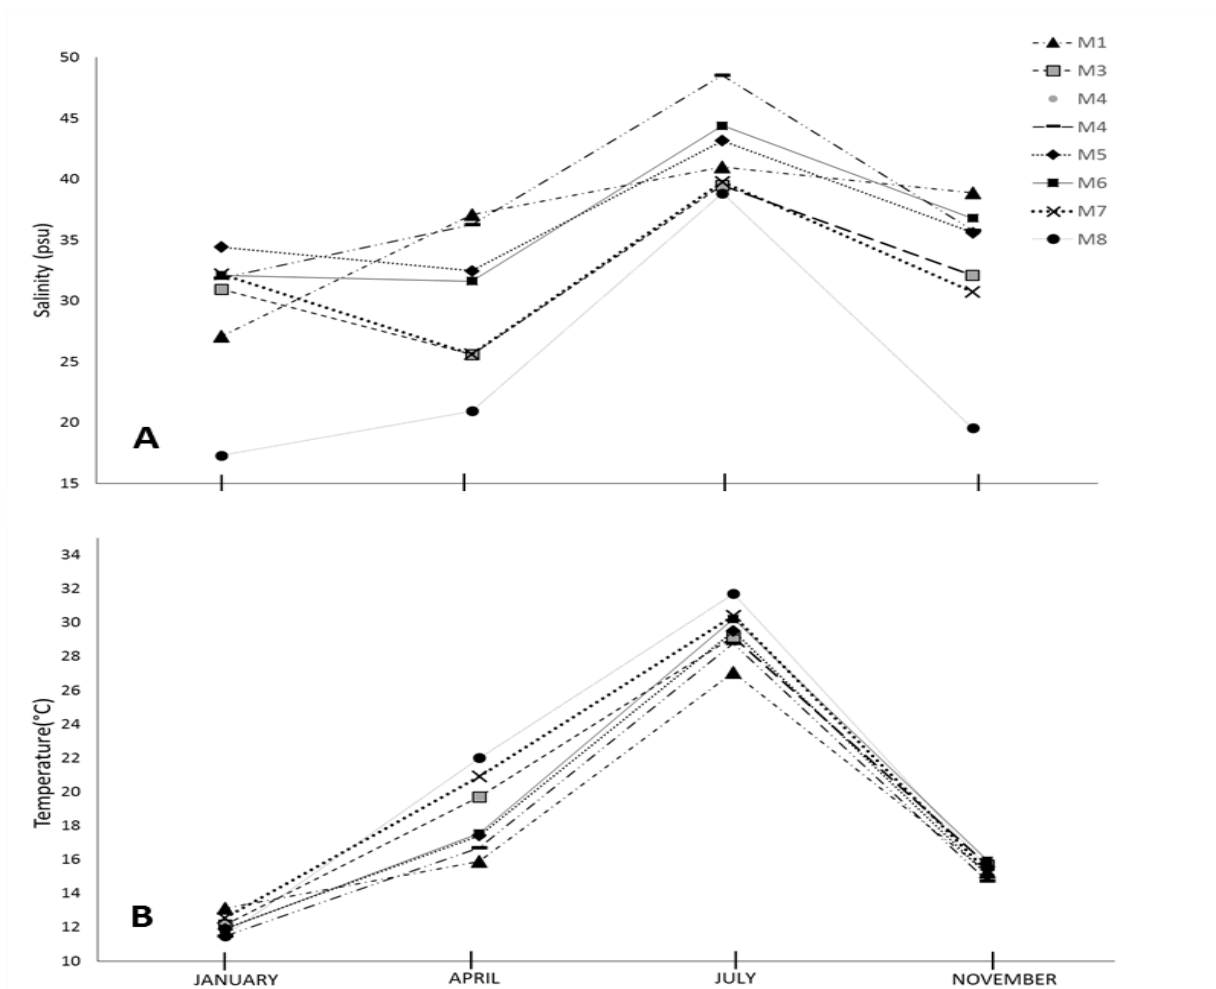 M1
M3
M4
M4
M5
M6
M7
M8
50
45
40
35
30
25
20
15
Salinity (psu)
A
34
32
30
28
26
24
22
20
18
16
14
12
10
Temperature(°C)
B
JANUARY APRIL JULY NOVEMBER